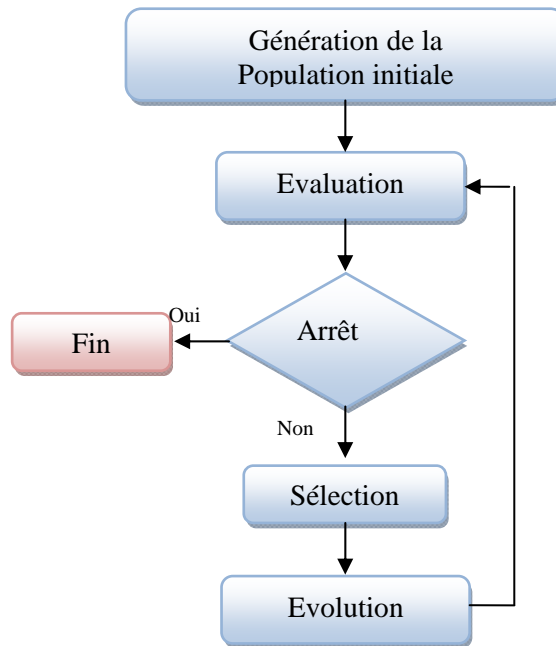 Génération de la
Population initiale
Evaluation
Arrêt
Oui
Fin
Non
Sélection
Evolution